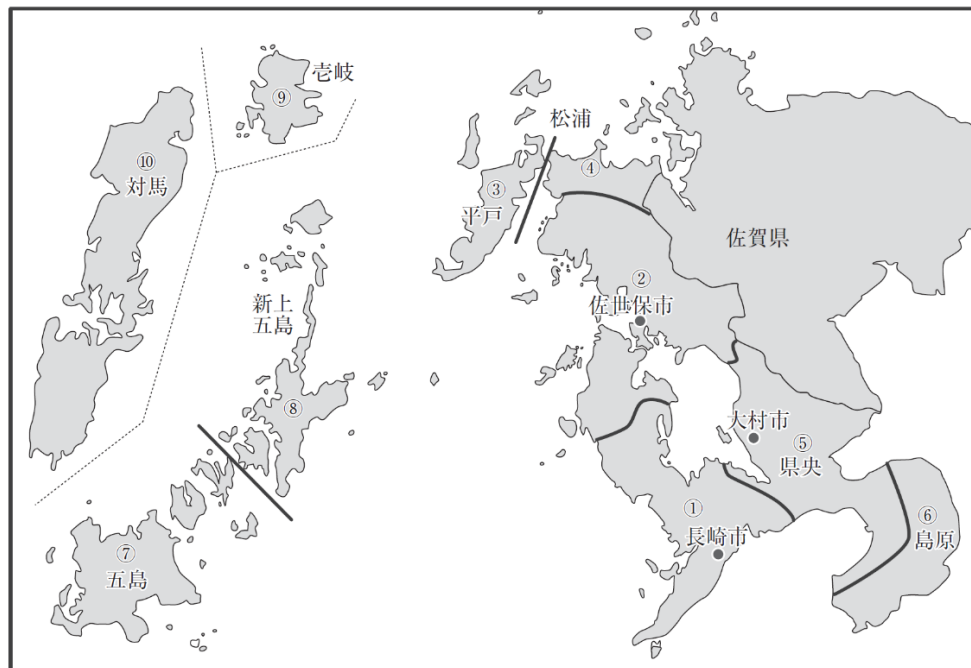 ⑨
壱岐
⑩
対馬
松浦
④
③
平戸
佐賀県
②
佐世保市
新上
五島
⑧
大村市
⑤
県央
①
長崎市
⑥
島原
⑦
五島